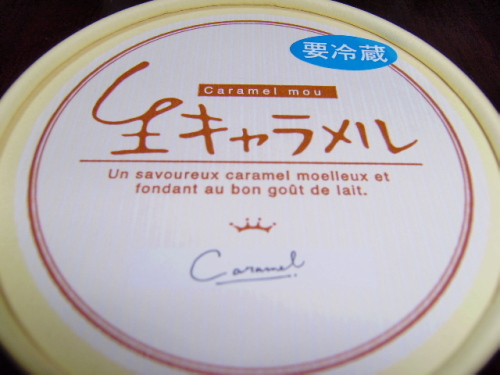 要冷蔵
Caramel mou
生キャラメル
Un savoureux caramel moelleux et
fondant au bon goût de lait.
Caramel